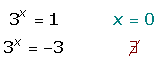 3^x = 1 x = 0
3^x = −3 ∄